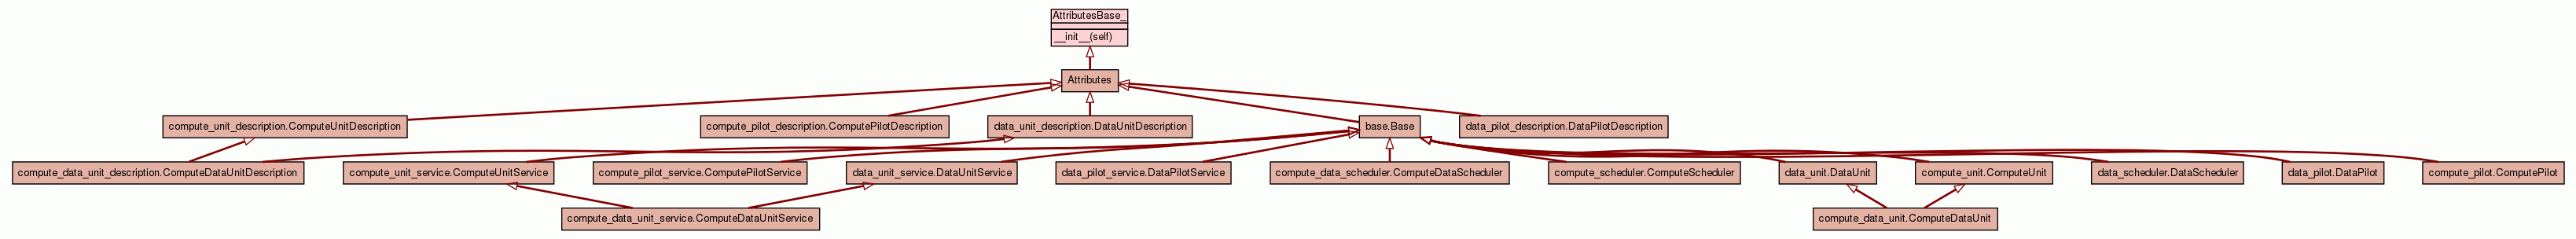 AttributesBase_
__init__(self)
Attributes
compute_unit_description.ComputeUnitDescription
compute_pilot_description.ComputePilotDescription
data_unit_description.DataUnitDescription
base.Base
data_pilot_description.DataPilotDescription
compute_data_unit_description.ComputeDataUnitDescription
compute_unit_service.ComputeUnitService
compute_pilot_service.ComputePilotService
data_unit_service.DataUnitService
data_pilot_service.DataPilotService
compute_data_scheduler.ComputeDataScheduler
compute_scheduler.ComputeScheduler
data_unit.DataUnit
compute_unit.ComputeUnit
data_scheduler.DataScheduler
data_pilot.DataPilot
compute_pilot.ComputePilot
compute_data_unit_service.ComputeDataUnitService
compute_data_unit.ComputeDataUnit